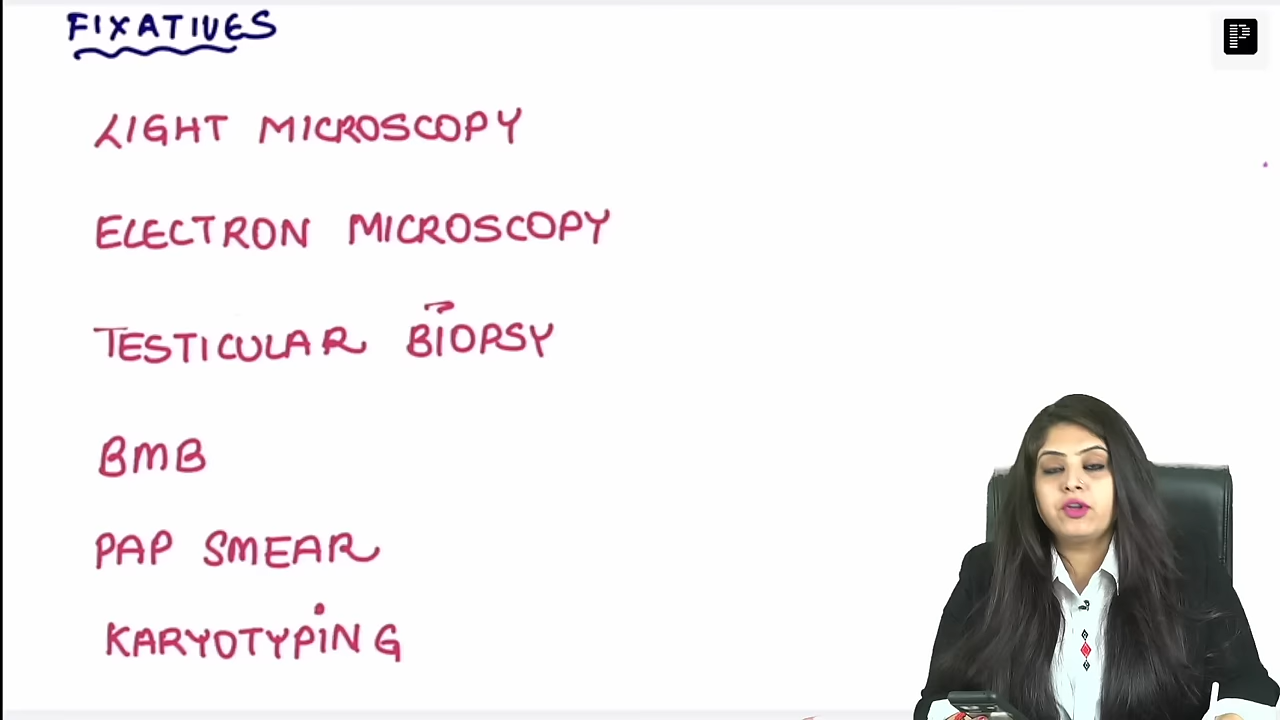 FIXATIVES
LIGHT MICROSCOPY
ELECTRON MICROSCOPY
TESTICULAR BIOPSY
BMB
PAP SMEAR
KARYOTYPING